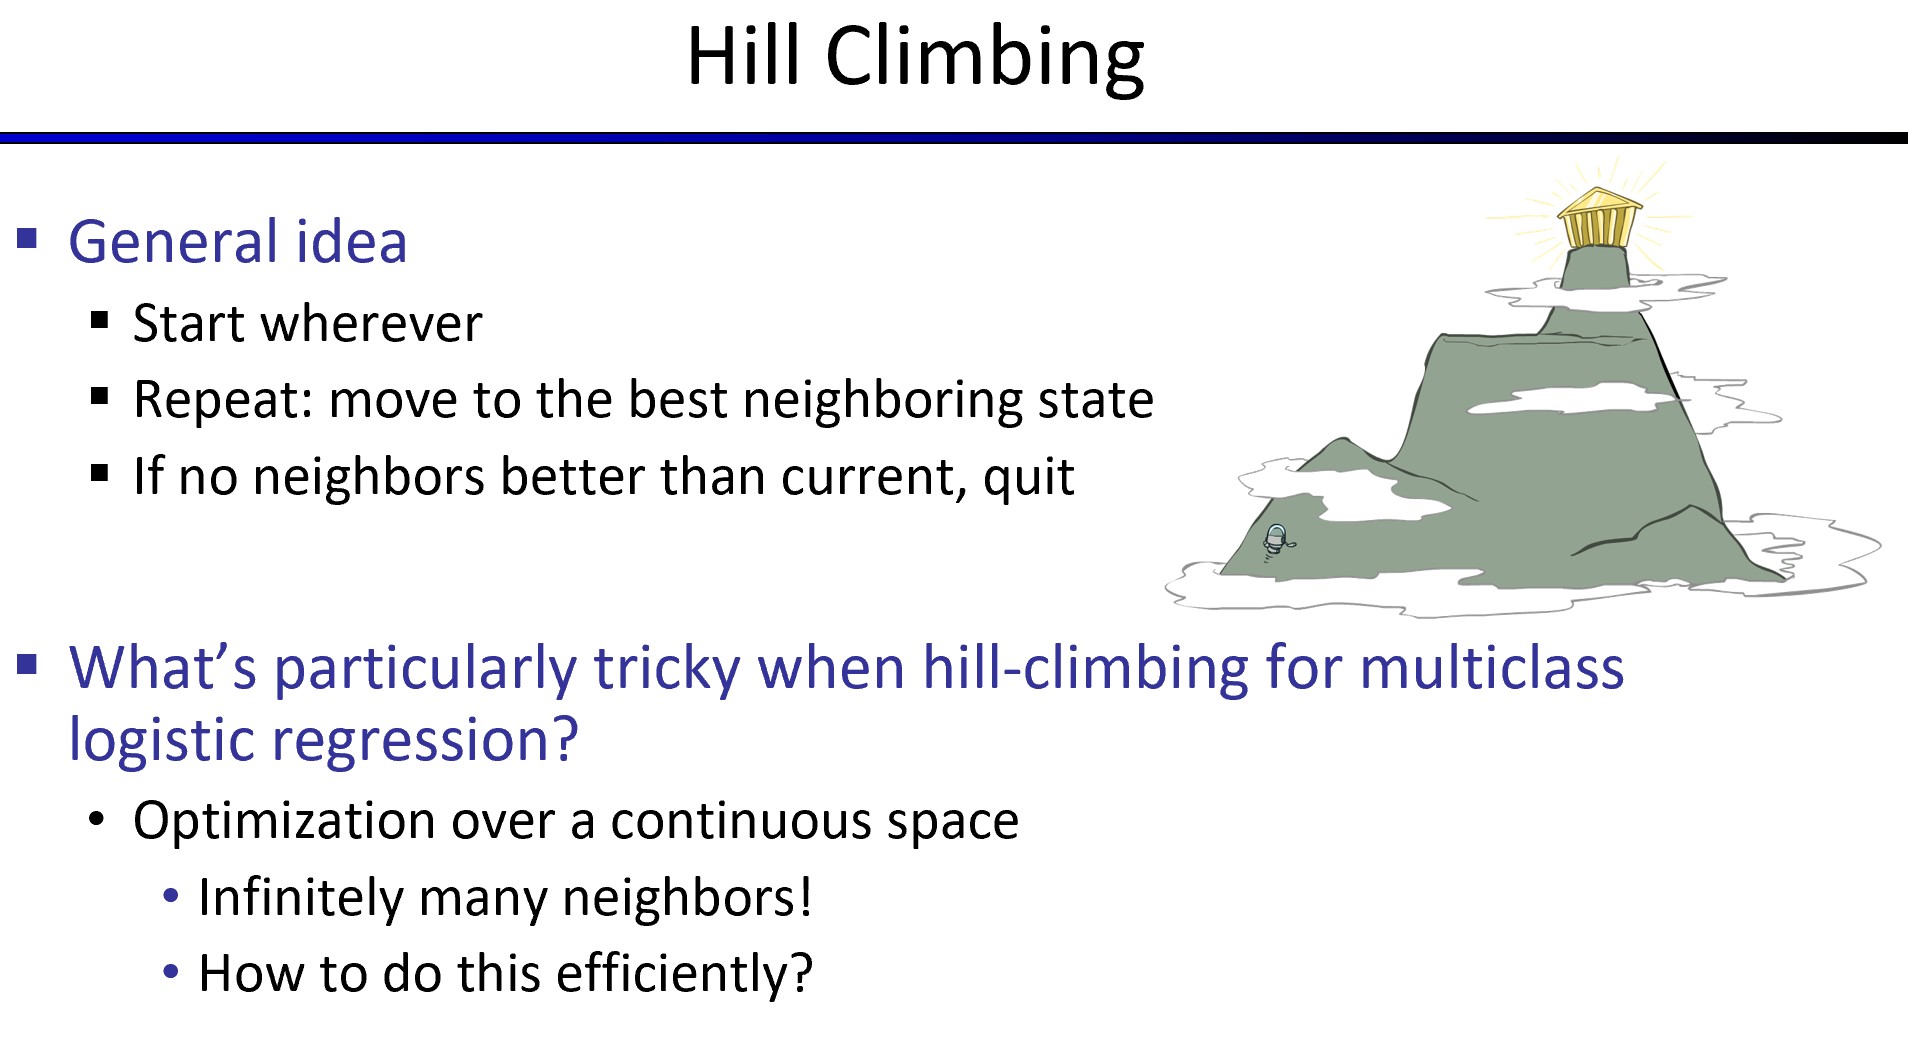 Hill Climbing
▪ General idea
▪ Start wherever
▪ Repeat: move to the best neighboring state
▪ If no neighbors better than current, quit
▪ What’s particularly tricky when hill-climbing for multiclass
logistic regression?
• Optimization over a continuous space
• Infinitely many neighbors!
• How to do this efficiently?